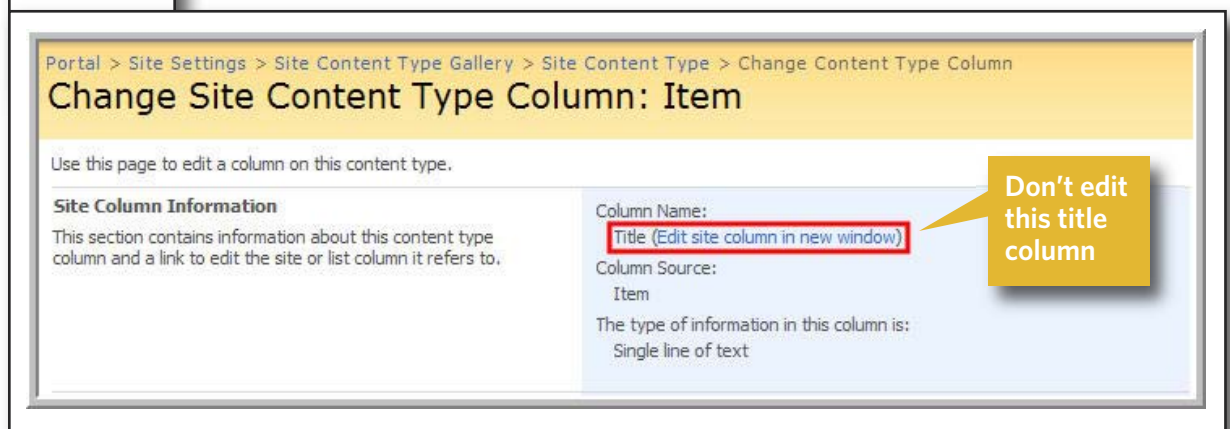 Portal > Site Settings > Site Content Type Gallery > Site Content Type > Change Content Type Column
Change Site Content Type Column: Item
Use this page to edit a column on this content type.
Site Column Information
This section contains information about this content type
column and a link to edit the site or list column it refers to.
Column Name:
Title (Edit site column in new window)
Column Source:
Item
The type of information in this column is:
Single line of text
Don't edit
this title
column